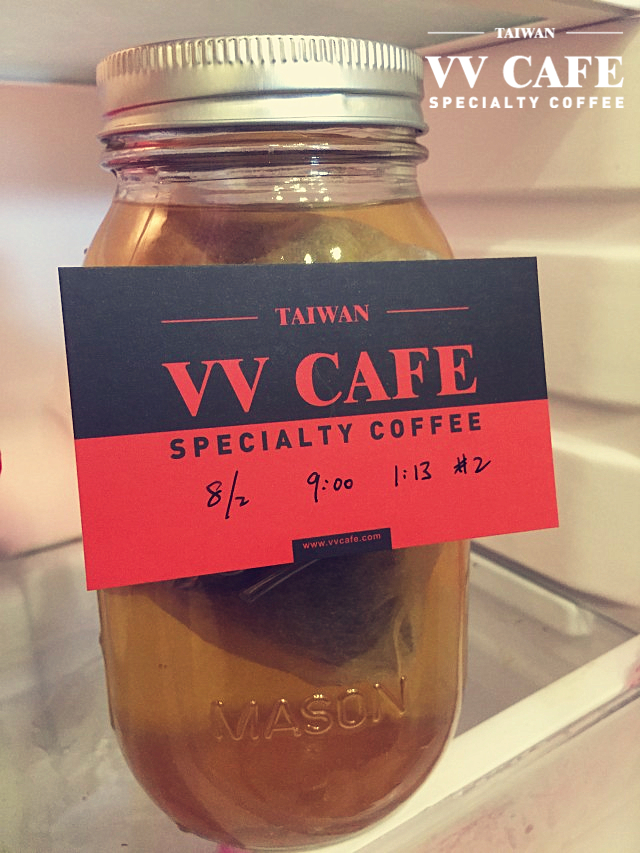 TAIWAN
VV CAFE
SPECIALTY COFFEE
TAIWAN
VV CAFE
SPECIALTY COFFEE
8/2 9:00 1:13 #2
www.vvcafe.com
MASON